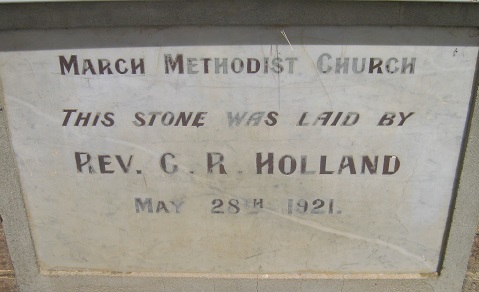 MARCH METHODIST CHURCH
THIS STONE WAS LAID BY
REV. C. R. HOLLAND
MAY 28TH 1921.